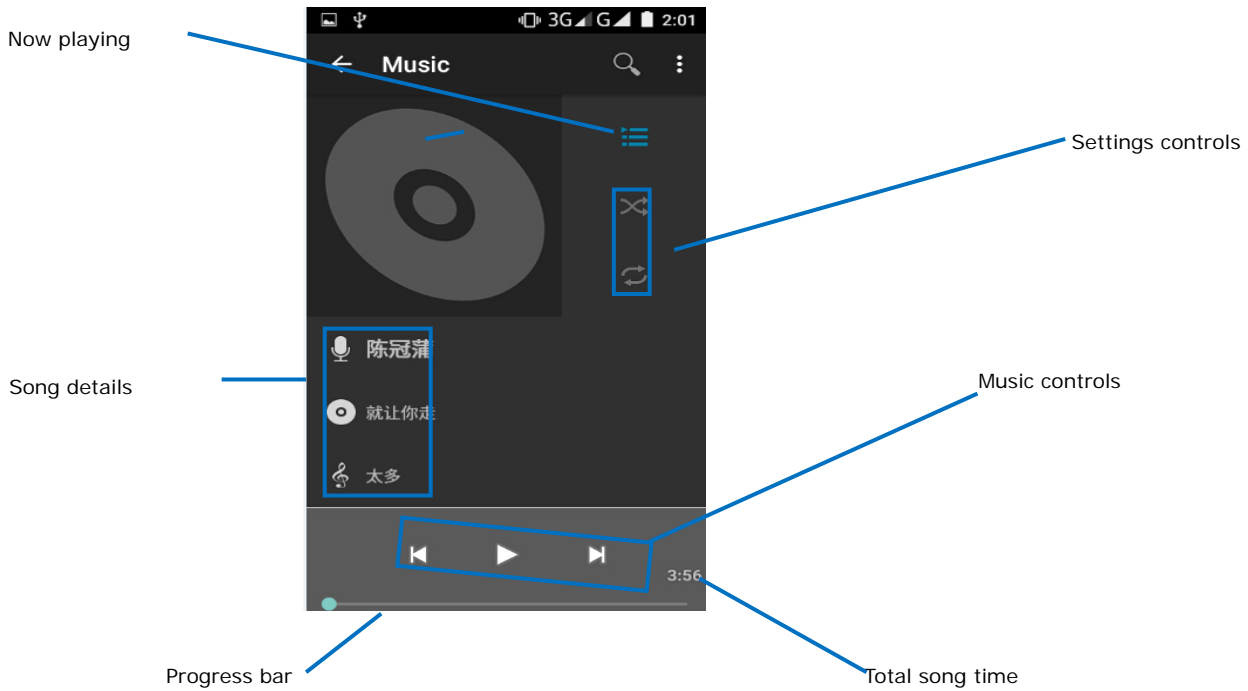 3G G 2:01
Now playing
Music
Settings controls
陈冠蒲
Song details
Music controls
就让你走
太多
3:56
Progress bar
Total song time